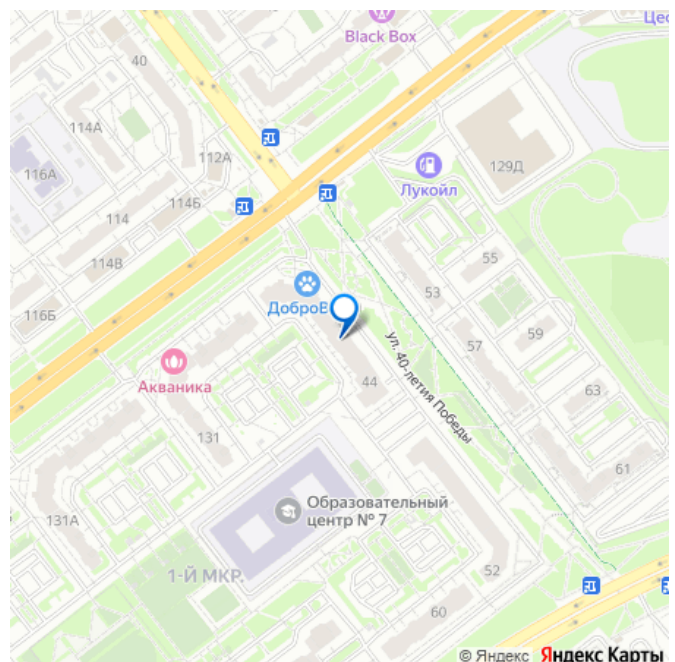 Цес
Black Box
40
114А
112А
116А
129Д
Лукойл
114Б
114
55
114В
53
ДоброВ
116Б
59
57
ул. 40-летия Победы
Акваника
44
63
131
61
Образовательный
центр № 7
131А
1-Й МКР.
52
60
© Яндекс Яндекс Карты